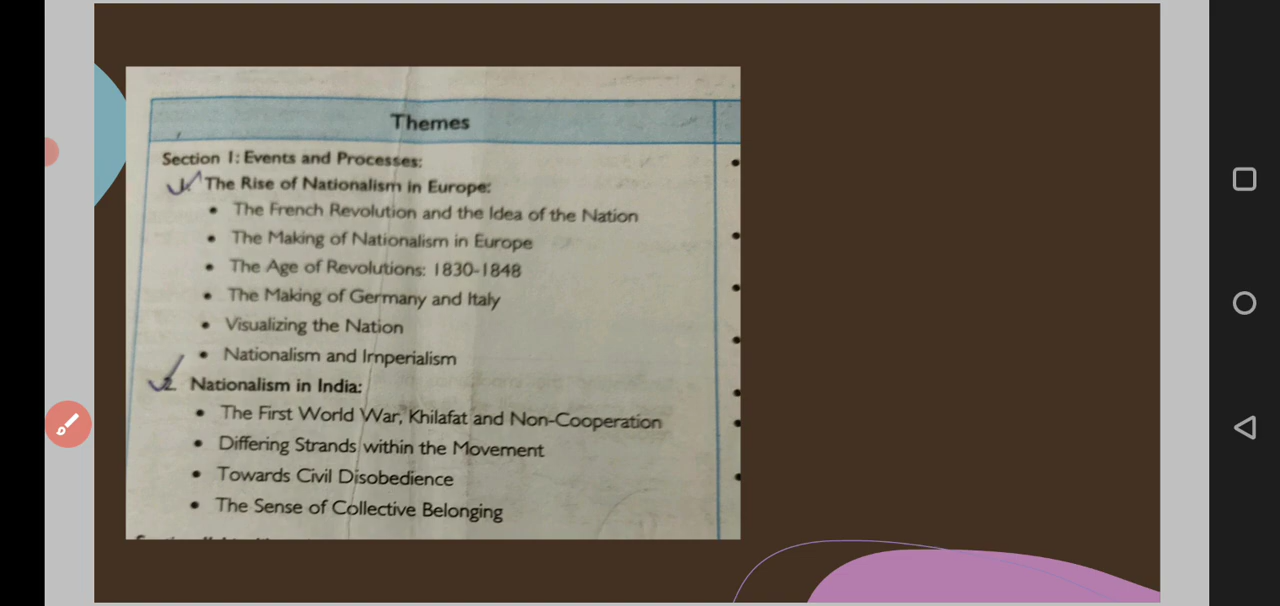 Themes
Section 1: Events and Processes:
1. The Rise of Nationalism in Europe:
• The French Revolution and the Idea of the Nation
• The Making of Nationalism in Europe
• The Age of Revolutions: 1830-1848
• The Making of Germany and Italy
• Visualizing the Nation
• Nationalism and Imperialism
2. Nationalism in India:
• The First World War, Khilafat and Non-Cooperation
• Differing Strands within the Movement
• Towards Civil Disobedience
• The Sense of Collective Belonging